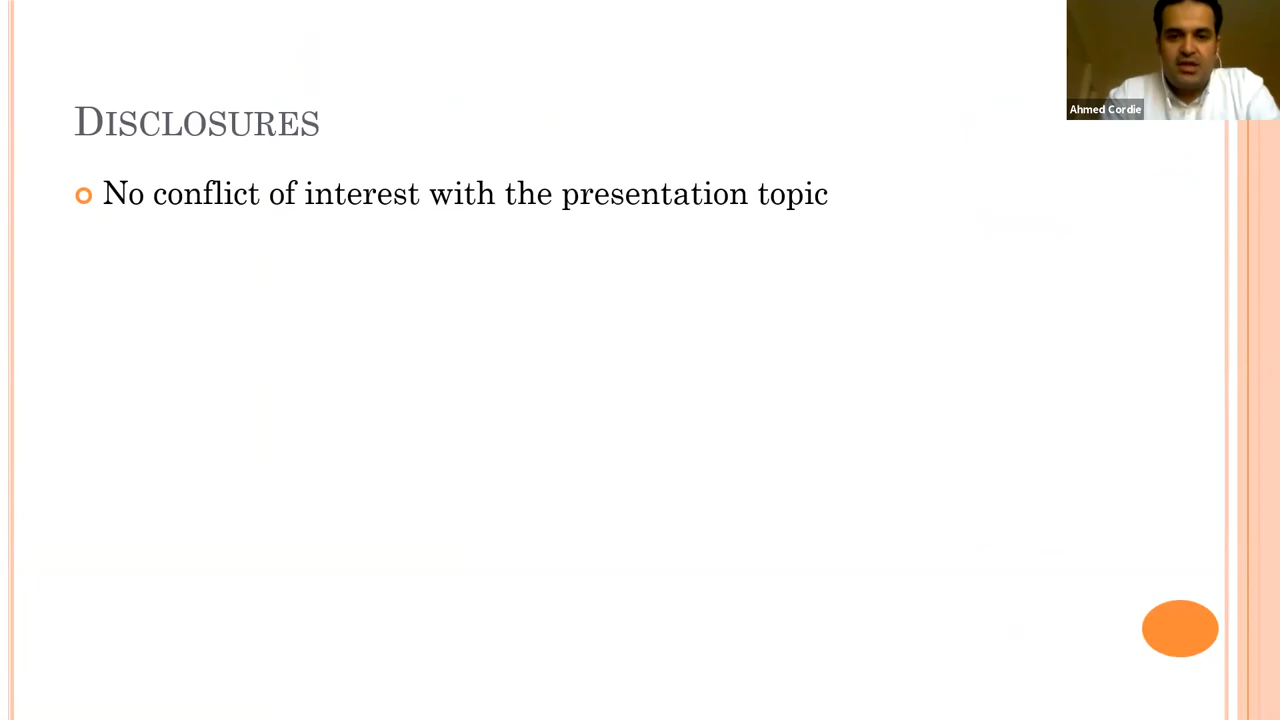 Ahmed Cordie
DISCLOSURES
No conflict of interest with the presentation topic